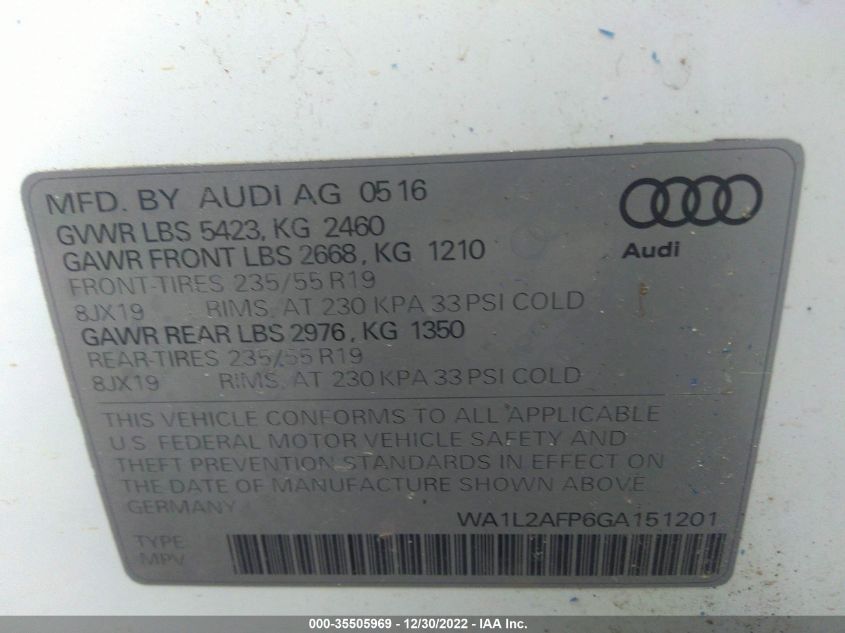 MFD. BY AUDI AG 0516
GVWR LBS 5423, KG 2460
GAWR FRONT LBS 2668, KG 1210
FRONT-TIRES 235/55 R19
8JX19 RIMS, AT 230 KPA 33 PSI COLD
GAWR REAR LBS 2976, KG 1350
REAR-TIRES 235/55 R19
8JX19 RIMS, AT 230 KPA 33 PSI COLD
Audi
THIS VEHICLE CONFORMS TO ALL APPLICABLE
U.S. FEDERAL MOTOR VEHICLE SAFETY AND
THEFT PREVENTION STANDARDS IN EFFECT ON
THE DATE OF MANUFACTURE SHOWN ABOVE.
GERMANY
WA1L2AFP6GA151201
TYPE
MPV
000-35505969 - 12/30/2022 - IAA Inc.